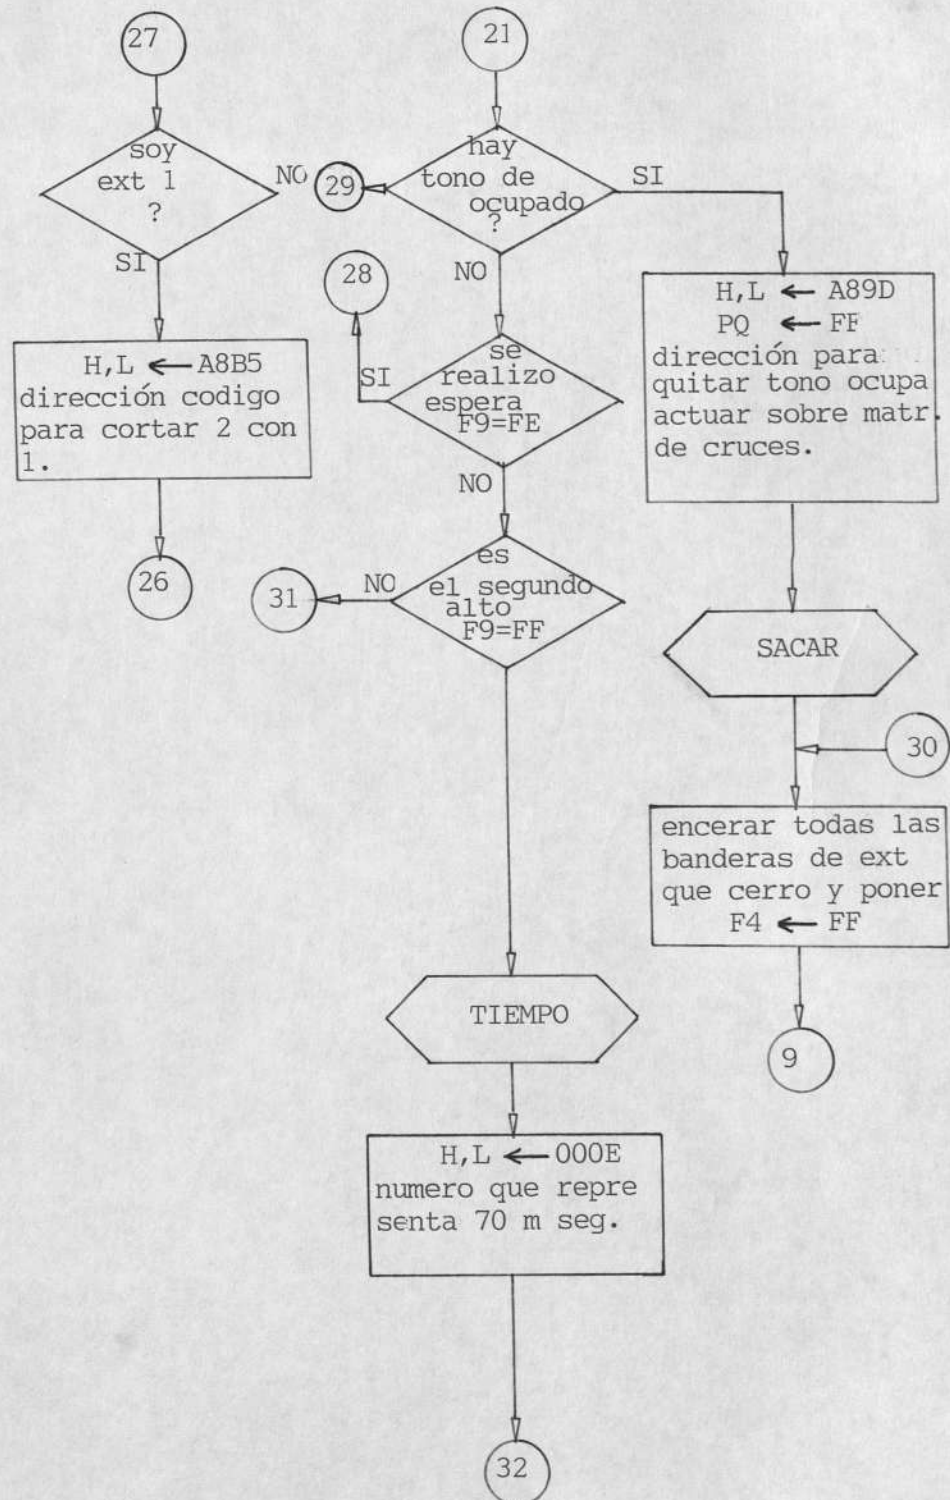 27
soy
ext 1
?
NO
SI
H,L ← A8B5
dirección codigo
para cortar 2 con
1.
26
21
hay
tono de
ocupado
?
29
SI
NO
28
se
realizo
espera
F9=FE
SI
NO
es
el segundo
alto
F9=FF
NO
31
TIEMPO
H,L ← 000E
numero que repre
senta 70 m seg.
32
H,L ← A89D
PQ ← FF
dirección para
quitar tono ocupa
actuar sobre matr.
de cruces.
SACAR
30
encerar todas las
banderas de ext
que cerro y poner
F4 ← FF
9